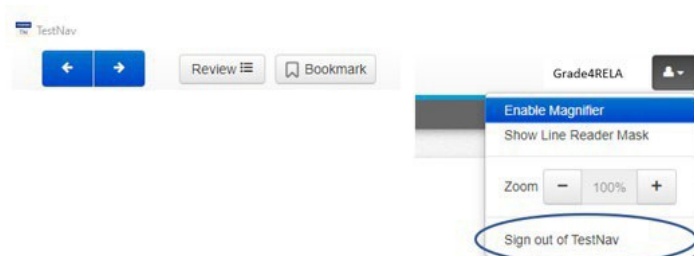 TestNav
Review
Bookmark
Grade4RELA
Enable Magnifier
Show Line Reader Mask
Zoom - 100% +
Sign out of TestNav